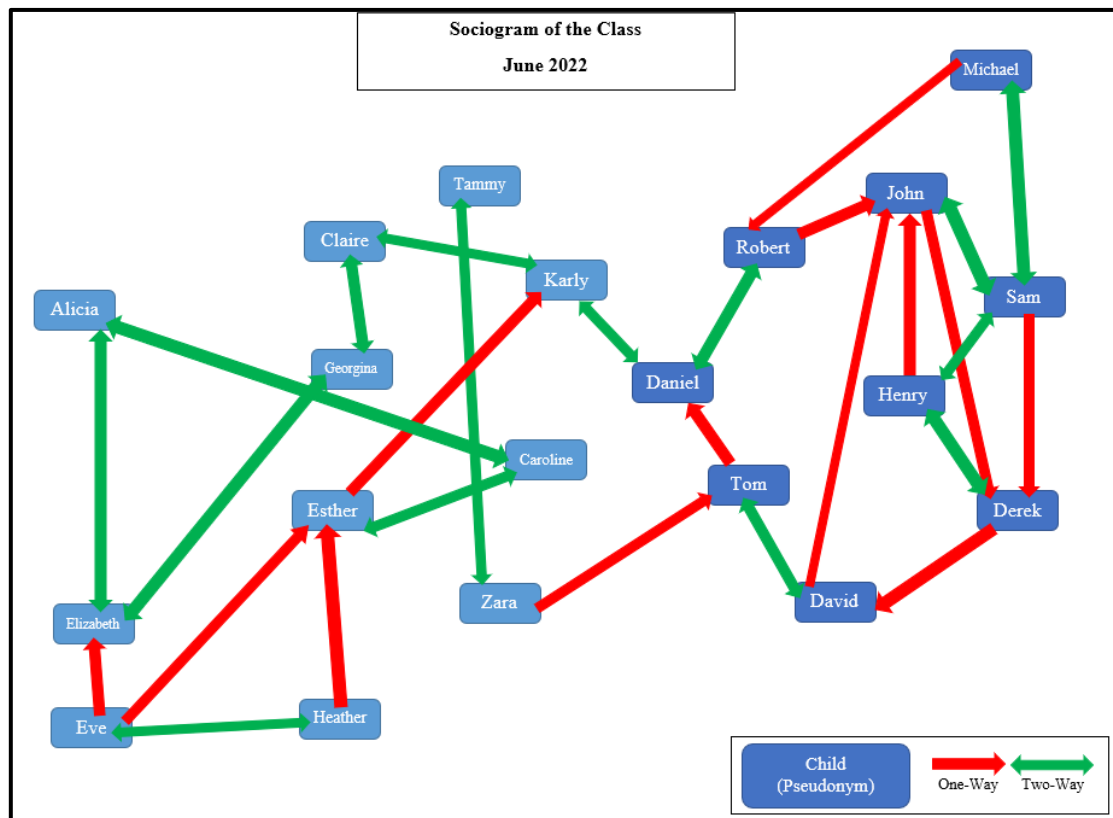 Sociogram of the Class
June 2022
Michael
Tammy
John
Claire
Robert
Karly
Sam
Alicia
Georgina
Daniel
Henry
Caroline
Tom
Esther
Derek
Zara
David
Elizabeth
Heather
Eve
Child
(Pseudonym)
One-Way
Two-Way